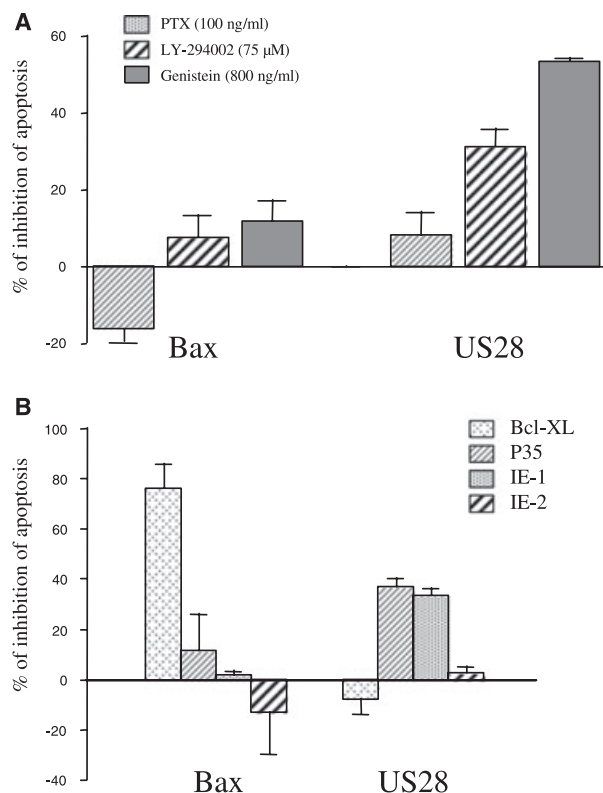 A
PTX (100 ng/ml)
LY-294002 (75 µM)
Genistein (800 ng/ml)
% of inhibition of apoptosis
60
40
20
0
-20
Bax
US28
B
Bcl-XL
P35
IE-1
IE-2
% of inhibition of apoptosis
100
80
60
40
20
0
-20
-40
Bax
US28